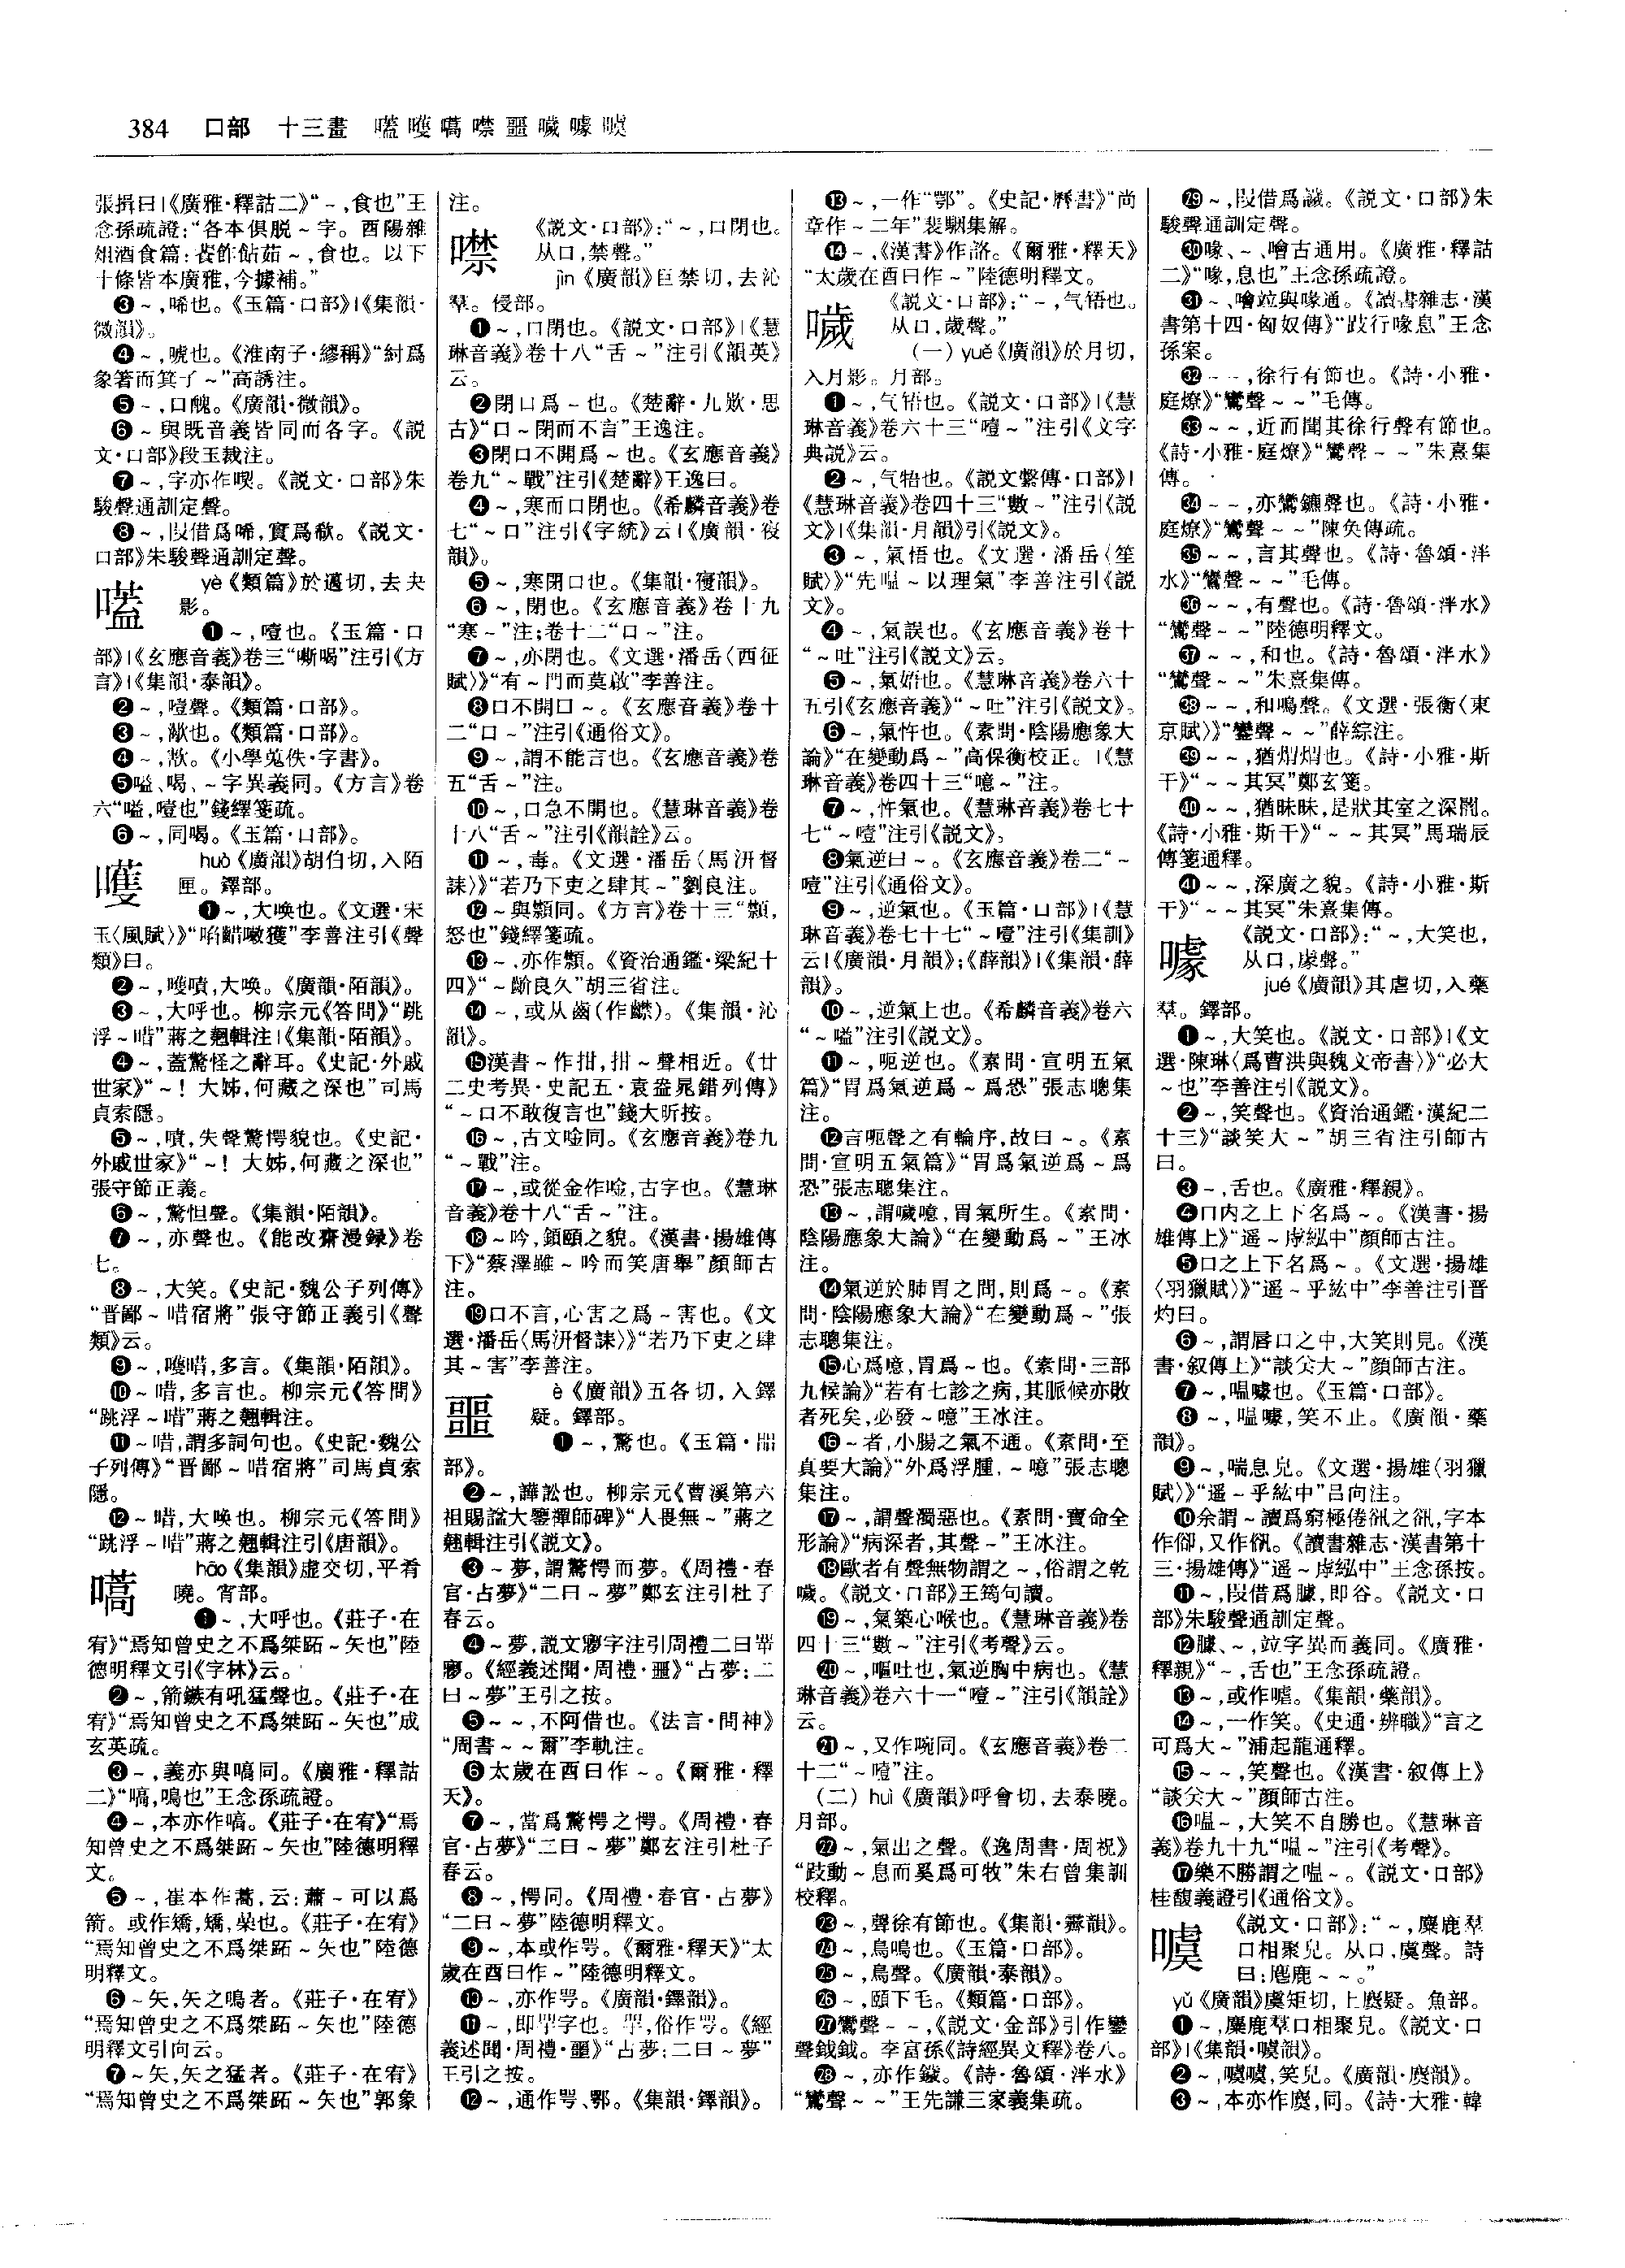 384 口部 十三畫 㗐嚄嗃噤噩噦噱噳
張揖曰|《廣雅·釋詁二》“～,食也”王
念孫疏證:“各本俱脱～字。酉陽雜
俎酒食篇:餥飵飵茹～,食也。以下
十條皆本廣雅,今據補。”
❸～,唏也。《玉篇·口部》|《集韻·
微韻》。
❹～,唬也。《淮南子·繆稱》“紂爲
象箸而箕子～”高誘注。
❺～,口醜。《廣韻·微韻》。
❻～與既音義皆同而各字。《説
文·口部》段玉裁注。
❼～,字亦作㗨。《説文·口部》朱
駿聲通訓定聲。
❽～,叚借爲唏,實爲欷。《説文·
口部》朱駿聲通訓定聲。
yè《類篇》於邁切,去夬
影。
❶～,噎也。《玉篇·口
部》|《玄應音義》卷三“嘶喝”注引《方
言》|《集韻·泰韻》。
❷～,噎聲。《類篇·口部》。
❸～,歇也。《類篇·口部》。
❹～,㱁。《小學蒐佚·字書》。
❺嗌、喝、～字異義同。《方言》卷
六“嗌,噎也”錢繹箋疏。
❻～,同喝。《玉篇·口部》。
嚄
huò《廣韻》胡伯切,入陌
匣。鐸部。
❶～,大唤也。《文選·宋
玉〈風賦〉》“啗齰嗽獲”李善注引《聲
類》曰。
❷～,嚄嘖,大唤。《廣韻·陌韻》。
❸～,大呼也。柳宗元《答問》“跳
浮～唶”蔣之翹輯注|《集韻·陌韻》。
❹～,蓋驚怪之辭耳。《史記·外戚
世家》“～! 大姊,何藏之深也”司馬
貞索隱。
❺～,嘖,失聲驚愕貌也。《史記·
外戚世家》“～! 大姊,何藏之深也”
張守節正義。
❻～,驚怛聲。《集韻·陌韻》。
❼～,亦聲也。《能改齋漫録》卷
七。
❽～,大笑。《史記·魏公子列傳》
“晋鄙～唶宿將”張守節正義引《聲
類》云。
❾～,嚄唶,多言。《集韻·陌韻》。
❿～唶,多言也。柳宗元《答問》
“跳浮～唶”蔣之翹輯注。
⓫～唶,謂多詞句也。《史記·魏公
子列傳》“晋鄙～唶宿將”司馬貞索
隱。
⓬～唶,大唤也。柳宗元《答問》
“跳浮～唶”蔣之翹輯注引《唐韻》。
嚆
hāo《集韻》虚交切,平肴
曉。宵部。
❶～,大呼也。《莊子·在
宥》“焉知曾史之不爲桀跖～矢也”陸
德明釋文引《字林》云。
❷～,箭鏃有吼猛聲也。《莊子·在
宥》“焉知曾史之不爲桀跖～矢也”成
玄英疏。
❸～,義亦與嗃同。《廣雅·釋詁
二》“嗃,鳴也”王念孫疏證。
❹～,本亦作嗃。《莊子·在宥》“焉
知曾史之不爲桀跖～矢也”陸德明釋
文。
❺～,崔本作蒿,云:蕭～可以爲
箭。或作矯,矯,𥬰也。《莊子·在宥》
“焉知曾史之不爲桀跖～矢也”陸德
明釋文。
❻～矢,矢之鳴者。《莊子·在宥》
“焉知曾史之不爲桀跖～矢也”陸德
明釋文引向云。
❼～矢,矢之猛者。《莊子·在宥》
“焉知曾史之不爲桀跖～矢也”郭象
注。
噤
《説文·口部》:“～,口閉也。
从口,禁聲。”
jìn《廣韻》巨禁切,去沁
羣。侵部。
❶～,口閉也。《説文·口部》|《慧
琳音義》卷十八“舌～”注引《韻英》
云。
❷閉口爲～也。《楚辭·九歎·思
古》“口～閉而不言”王逸注。
❸閉口不開爲～也。《玄應音義》
卷九“～戰”注引《楚辭》王逸曰。
❹～,寒而口閉也。《希麟音義》卷
七“～口”注引《字統》云|《廣韻·寑
韻》。
❺～,寒閉口也。《集韻·㝲韻》。
❻～,閉也。《玄應音義》卷十九
“寒～”注;卷十二“口～”注。
❼～,亦閉也。《文選·潘岳〈西征
賦〉》“有～門而莫啟”李善注。
❽口不開曰～。《玄應音義》卷十
二“口～”注引《通俗文》。
❾～,謂不能言也。《玄應音義》卷
五“舌～”注。
❿～,口急不開也。《慧琳音義》卷
十八“舌～”注引《韻詮》云。
⓫～,毒。《文選·潘岳〈馬汧督
誄〉》“若乃下吏之肆其～”劉良注。
⓬～與䫴同。《方言》卷十三“䫴,
怒也”錢繹箋疏。
⓭～,亦作䫴。《資治通鑑·梁紀十
四》“～齘良久”胡三省注。
⓮～,或从齒(作齽)。《集韻·沁
韻》。
⓯漢書～作拑,拑～聲相近。《廿
二史考異·史記五·袁盎晁錯列傳》
“～口不敢復言也”錢大昕按。
⓰～,古文唫同。《玄應音義》卷九
“～戰”注。
⓱～,或從金作唫,古字也。《慧琳
音義》卷十八“舌～”注。
⓲～吟,頷頤之貌。《漢書·揚雄傳
下》“蔡澤雖～吟而笑唐舉”顔師古
注。
⓳口不言,心害之爲～害也。《文
選·潘岳〈馬汧督誄〉》“若乃下吏之肆
其～害”李善注。
噩
è《廣韻》五各切,入鐸
疑。鐸部。
❶～,驚也。《玉篇·㗊
部》。
❷～,譁訟也。柳宗元《曹溪第六
祖賜諡大鑒禪師碑》“人畏無～”蔣之
翹輯注引《説文》。
❸～夢,謂驚愕而夢。《周禮·春
官·占夢》“二曰～夢”鄭玄注引杜子
春云。
❹～夢,説文㝱字注引周禮二曰㖾
㝱。《經義述聞·周禮·噩》“占夢:二
曰～夢”王引之按。
❺～～,不阿借也。《法言·問神》
“周書～～爾”李軌注。
❻太歲在酉曰作～。《爾雅·釋
天》。
❼～,當爲驚愕之愕。《周禮·春
官·占夢》“二曰～夢”鄭玄注引杜子
春云。
❽～,愕同。《周禮·春官·占夢》
“二曰～夢”陸德明釋文。
❾～,本或作咢。《爾雅·釋天》“太
歲在酉曰作～”陸德明釋文。
❿～,亦作咢。《廣韻·鐸韻》。
⓫～,即㖾字也。㖾,俗作咢。《經
義述聞·周禮·噩》“占夢:二曰～夢”
王引之按。
⓬～,通作咢、鄂。《集韻·鐸韻》。
⓭～,一作“鄂”。《史記·曆書》“尚
章作～二年”裴駰集解。
⓮～,《漢書》作詻。《爾雅·釋天》
“太歲在酉曰作～”陸德明釋文。
噦
《説文·口部》:“～,气啎也。
从口,歲聲。”
(一) yuě《廣韻》於月切,
入月影。月部。
❶～,气啎也。《説文·口部》|《慧
琳音義》卷六十三“噎～”注引《文字
典説》云。
❷～,气牾也。《説文繫傳·口部》|
《慧琳音義》卷四十三“數～”注引《説
文》|《集韻·月韻》引《説文》。
❸～,氣悟也。《文選·潘岳〈笙
賦〉》“先嗢～以理氣”李善注引《説
文》。
❹～,氣誤也。《玄應音義》卷十
“～吐”注引《説文》云。
❺～,氣㛿也。《慧琳音義》卷六十
五引《玄應音義》“～吐”注引《説文》。
❻～,氣忤也。《素問·陰陽應象大
論》“在變動爲～”高保衡校正。|《慧
琳音義》卷四十三“噫～”注。
❼～,忤氣也。《慧琳音義》卷七十
七“～噎”注引《説文》。
❽氣逆曰～。《玄應音義》卷二“～
噎”注引《通俗文》。
❾～,逆氣也。《玉篇·口部》|《慧
琳音義》卷七十七“～噎”注引《集訓》
云|《廣韻·月韻》;《薛韻》|《集韻·薛
韻》。
❿～,逆氣上也。《希麟音義》卷六
“～嗌”注引《説文》。
⓫～,呃逆也。《素問·宣明五氣
篇》“胃爲氣逆爲～爲恐”張志聰集
注。
⓬言呃聲之有輪序,故曰～。《素
問·宣明五氣篇》“胃爲氣逆爲～爲
恐”張志聰集注。
⓭～,謂噦噫,胃氣所生。《素問·
陰陽應象大論》“在變動爲～”王冰
注。
⓮氣逆於肺胃之間,則爲～。《素
問·陰陽應象大論》“在變動爲～”張
志聰集注。
⓯心爲噫,胃爲～也。《素問·三部
九候論》“若有七診之病,其脈候亦敗
者死矣,必發～噫”王冰注。
⓰～者,小腸之氣不通。《素問·至
真要大論》“外爲浮腫,～噫”張志聰
集注。
⓱～,謂聲濁惡也。《素問·寶命全
形論》“病深者,其聲～”王冰注。
⓲歐者有聲無物謂之～,俗謂之乾
噦。《説文·口部》王筠句讀。
⓳～,氣築心喉也。《慧琳音義》卷
四十三“數～”注引《考聲》云。
⓴～,嘔吐也,氣逆胸中病也。《慧
琳音義》卷六十一“噎～”注引《韻詮》
云。
㉑～,又作啘同。《玄應音義》卷二
十二“～噎”注。
(二) huì《廣韻》呼會切,去泰曉。
月部。
㉒～,氣出之聲。《逸周書·周祝》
“跂動～息而奚爲可牧”朱右曾集訓
校釋。
㉓～,聲徐有節也。《集韻·霽韻》。
㉔～,鳥鳴也。《玉篇·口部》。
㉕～,鳥聲。《廣韻·泰韻》。
㉖～,頤下毛。《類篇·口部》。
㉗鸞聲～～,《説文·金部》引作鑾
聲鉞鉞。李富孫《詩經異文釋》卷八。
㉘～,亦作鐬。《詩·魯頌·泮水》
“鸞聲～～”王先謙三家義集疏。
㉙～,叚借爲諴。《説文·口部》朱
駿聲通訓定聲。
㉚喙、～、噲古通用。《廣雅·釋詁
二》“喙,息也”王念孫疏證。
㉛～、噲竝與喙通。《讀書雜志·漢
書第十四·匈奴傳》“跂行喙息”王念
孫案。
㉜～～,徐行有節也。《詩·小雅·
庭燎》“鸞聲～～”毛傳。
㉝～～,近而聞其徐行聲有節也。
《詩·小雅·庭燎》“鸞聲～～”朱熹集
傳。
㉞～～,亦鸞鑣聲也。《詩·小雅·
庭燎》“鸞聲～～”陳奂傳疏。
㉟～～,言其聲也。《詩·魯頌·泮
水》“鸞聲～～”毛傳。
㊱～～,有聲也。《詩·魯頌·泮水》
“鸞聲～～”陸德明釋文。
㊲～～,和也。《詩·魯頌·泮水》
“鸞聲～～”朱熹集傳。
㊳～～,和鳴聲。《文選·張衡〈東
京賦〉》“鑾聲～～”薛綜注。
㊴～～,猶煟煟也。《詩·小雅·斯
干》“～～其冥”鄭玄箋。
㊵～～,猶昧昧,是狀其室之深闇。
《詩·小雅·斯干》“～～其冥”馬瑞辰
傳箋通釋。
㊶～～,深廣之貌。《詩·小雅·斯
干》“～～其冥”朱熹集傳。
噱
《説文·口部》:“～,大笑也,
从口,豦聲。”
jué《廣韻》其虐切,入藥
羣。鐸部。
❶～,大笑也。《説文·口部》|《文
選·陳琳〈爲曹洪與魏文帝書〉》“必大
～也”李善注引《説文》。
❷～,笑聲也。《資治通鑑·漢紀二
十三》“談笑大～”胡三省注引師古
曰。
❸～,舌也。《廣雅·釋親》。
❹口内之上下名爲～。《漢書·揚
雄傳上》“遥～虖紭中”顔師古注。
❺口之上下名爲～。《文選·揚雄
〈羽獵賦〉》“遥～乎紘中”李善注引晋
灼曰。
❻～,謂唇口之中,大笑則見。《漢
書·叙傳上》“談㕦大～”顔師古注。
❼～,嗢噱也。《玉篇·口部》。
❽～,嗢噱,笑不止。《廣韻·藥
韻》。
❾～,喘息皃。《文選·揚雄〈羽獵
賦〉》“遥～乎紘中”吕向注。
❿余謂～讀爲窮極倦㕁之㕁,字本
作㕁,又作㕁。《讀書雜志·漢書第十
三·揚雄傳》“遥～虖紭中”王念孫按。
⓫～,叚借爲臄,即谷。《説文·口
部》朱駿聲通訓定聲。
⓬臄、～,竝字異而義同。《廣雅·
釋親》“～,舌也”王念孫疏證。
⓭～,或作㖸。《集韻·藥韻》。
⓮～,一作笑。《史通·辨職》“言之
可爲大～”浦起龍通釋。
⓯～～,笑聲也。《漢書·叙傳上》
“談㕦大～”顔師古注。
⓰嗢～,大笑不自勝也。《慧琳音
義》卷九十九“嗢～”注引《考聲》。
⓱樂不勝謂之嗢～。《説文·口部》
桂馥義證引《通俗文》。
噳
《説文·口部》:“～,麋鹿羣
口相聚皃。从口,虞聲。詩
曰:麀鹿～～。”
yǔ《廣韻》虞矩切,上麌疑。魚部。
❶～,麋鹿羣口相聚皃。《説文·口
部》|《集韻·噳韻》。
❷～,噳噳,笑皃。《廣韻·麌韻》。
❸～,本亦作麌,同。《詩·大雅·韓